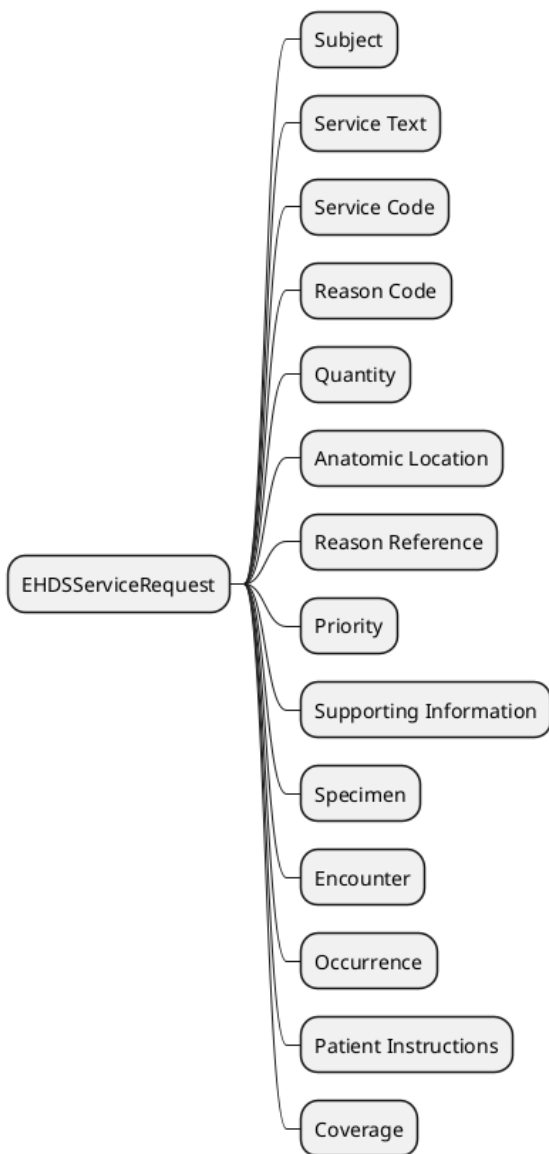 Subject
Service Text
Service Code
Reason Code
Quantity
Anatomic Location
Reason Reference
EHDSServiceRequest
Priority
Supporting Information
Specimen
Encounter
Occurrence
Patient Instructions
Coverage